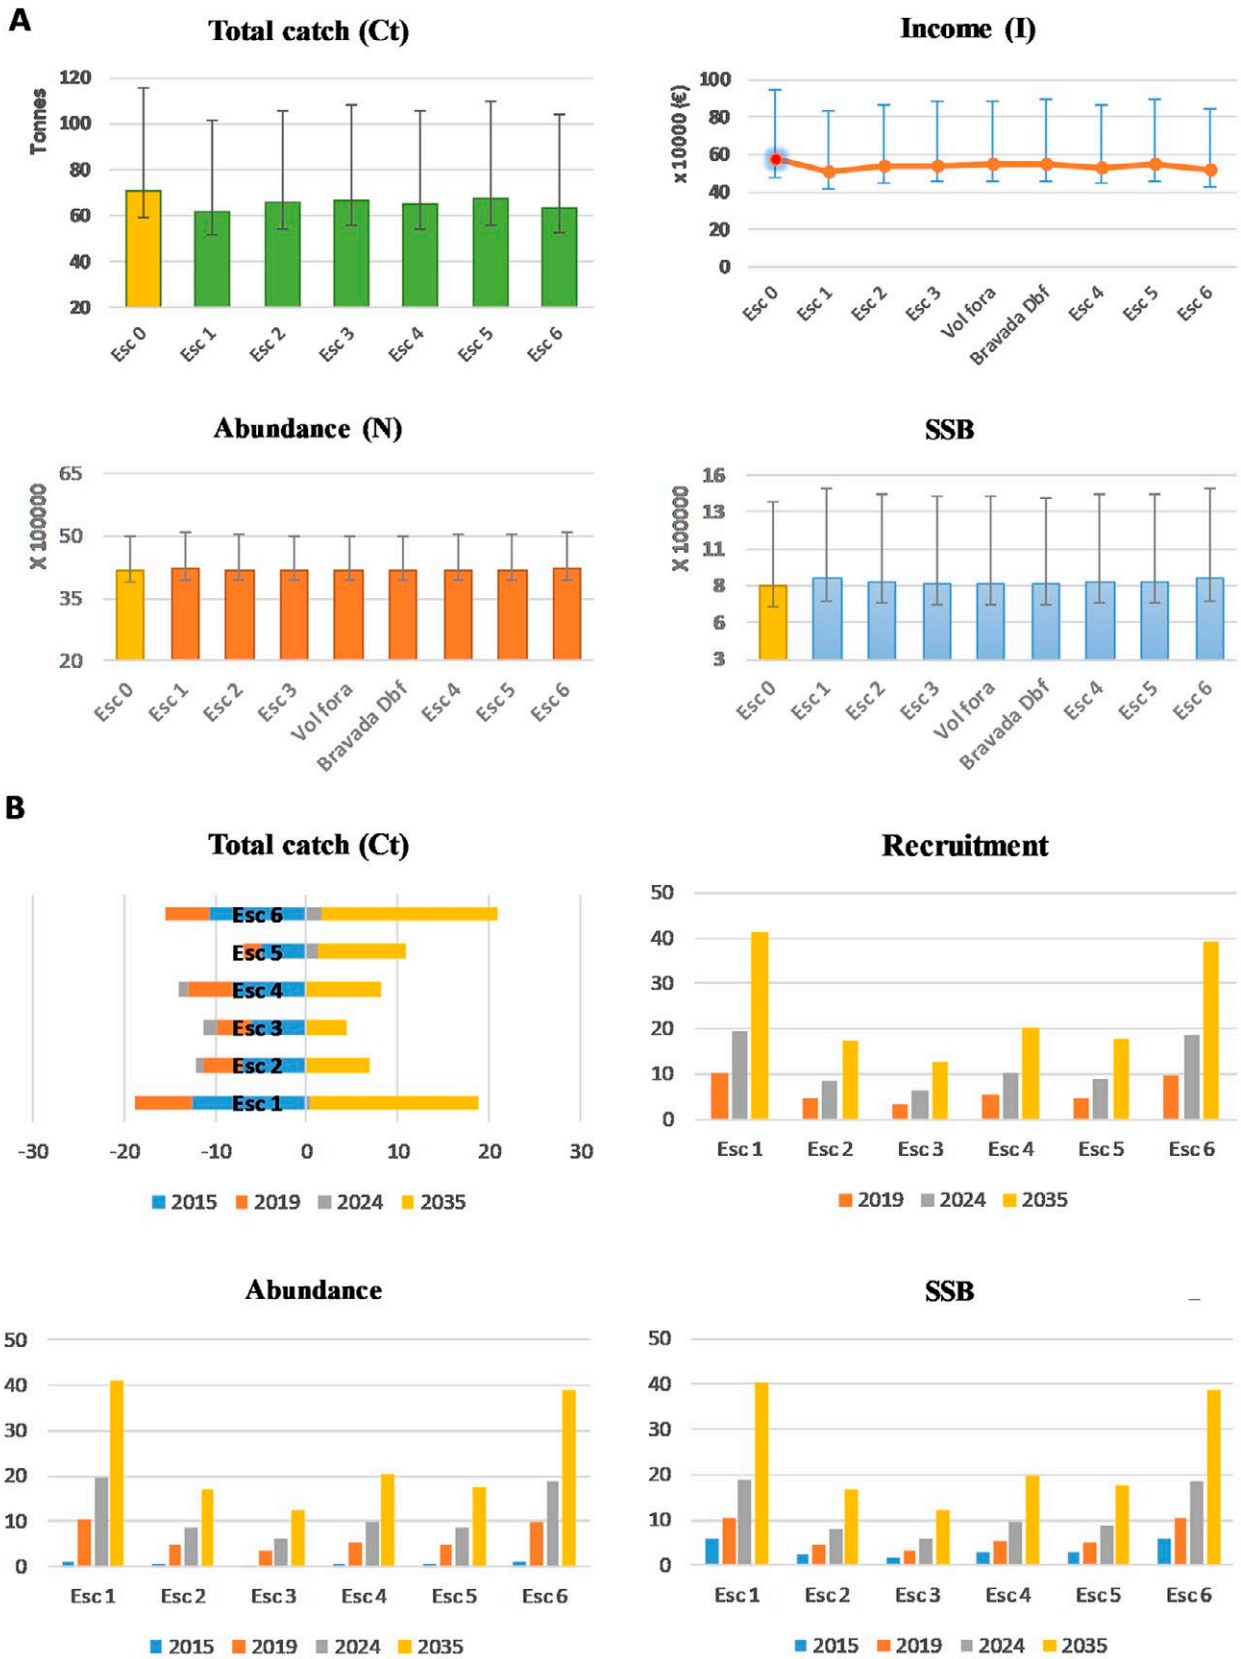 A
Total catch (Ct)
Tonnes
120
100
80
60
40
20
Esc 0
Esc 1
Esc 2
Esc 3
Esc 4
Esc 5
Esc 6
Income (I)
x 10000 (€)
100
80
60
40
20
0
Esc 0
Esc 1
Esc 2
Esc 3
Vol fora
Bravada Dbf
Esc 4
Esc 5
Esc 6
Abundance (N)
X 100000
65
50
35
20
Esc 0
Esc 1
Esc 2
Esc 3
Vol fora
Bravada Dbf
Esc 4
Esc 5
Esc 6
SSB
X 100000
16
13
11
8
6
3
Esc 0
Esc 1
Esc 2
Esc 3
Vol fora
Bravada Dbf
Esc 4
Esc 5
Esc 6
B
Total catch (Ct)
Esc 6
Esc 5
Esc 4
Esc 3
Esc 2
Esc 1
-30 -20 -10 0 10 20 30
2015 2019 2024 2035
Recruitment
50
40
30
20
10
0
Esc 1 Esc 2 Esc 3 Esc 4 Esc 5 Esc 6
2019 2024 2035
Abundance
50
40
30
20
10
0
Esc 1 Esc 2 Esc 3 Esc 4 Esc 5 Esc 6
2015 2019 2024 2035
SSB
50
40
30
20
10
0
Esc 1 Esc 2 Esc 3 Esc 4 Esc 5 Esc 6
2015 2019 2024 2035